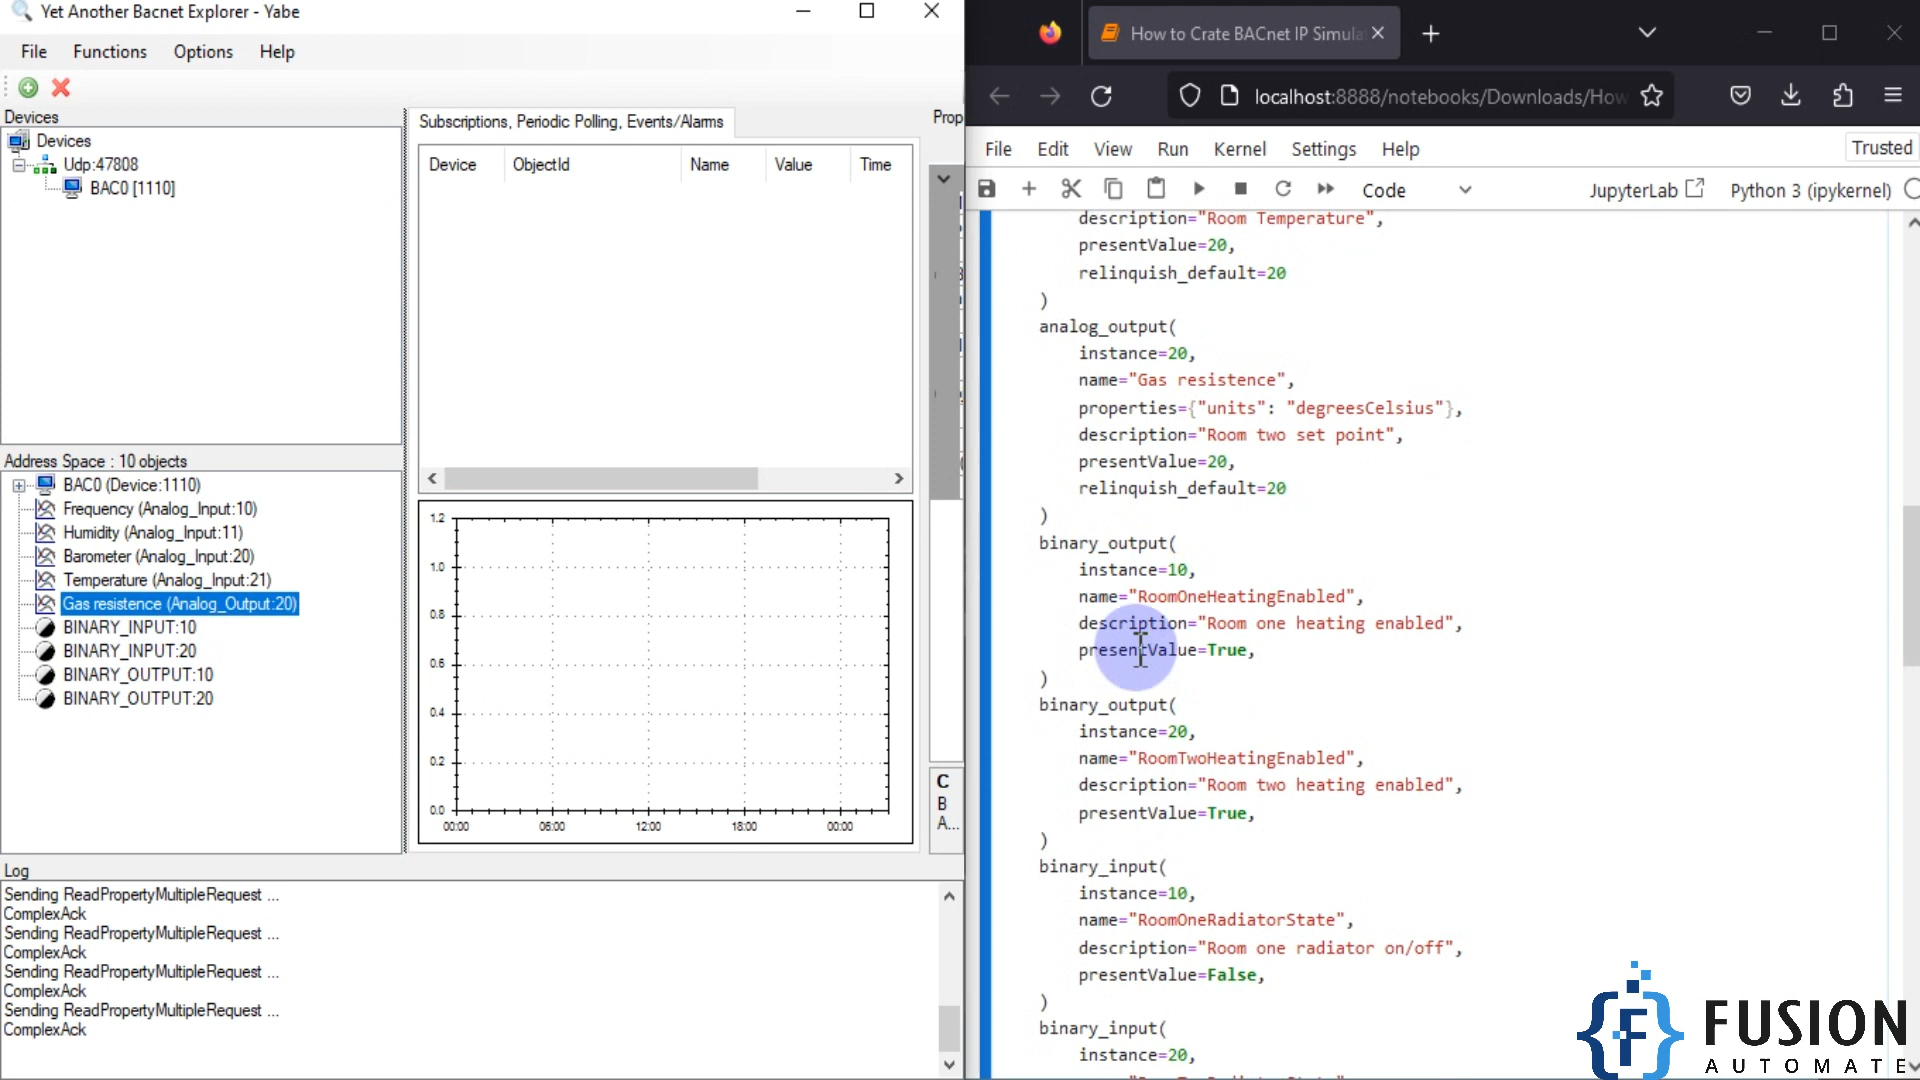 Yet Another Bacnet Explorer - Yabe
File Functions Options Help
Devices
Devices
Udp:47808
BAC0 [1110]
Address Space : 10 objects
BAC0 (Device:1110)
Frequency (Analog_Input:10)
Humidity (Analog_Input:11)
Barometer (Analog_Input:20)
Temperature (Analog_Input:21)
Gas resistence (Analog_Output:20)
BINARY_INPUT:10
BINARY_INPUT:20
BINARY_OUTPUT:10
BINARY_OUTPUT:20
Subscriptions, Periodic Polling, Events/Alarms
Device ObjectId Name Value Time
Prop
1.2
1.0
0.8
0.6
0.4
0.2
0.0
00:00 06:00 12:00 18:00 00:00
C
B
A...
Log
Sending ReadPropertyMultipleRequest ...
ComplexAck
Sending ReadPropertyMultipleRequest ...
ComplexAck
Sending ReadPropertyMultipleRequest ...
ComplexAck
Sending ReadPropertyMultipleRequest ...
ComplexAck
How to Crate BACnet IP Simula
localhost:8888/notebooks/Downloads/How
File Edit View Run Kernel Settings Help
Trusted
Code
JupyterLab
Python 3 (ipykernel)
description="Room Temperature",
presentValue=20,
relinquish_default=20
)
analog_output(
instance=20,
name="Gas resistence",
properties={"units": "degreesCelsius"},
description="Room two set point",
presentValue=20,
relinquish_default=20
)
binary_output(
instance=10,
name="RoomOneHeatingEnabled",
description="Room one heating enabled",
presentValue=True,
)
binary_output(
instance=20,
name="RoomTwoHeatingEnabled",
description="Room two heating enabled",
presentValue=True,
)
binary_input(
instance=10,
name="RoomOneRadiatorState",
description="Room one radiator on/off",
presentValue=False,
)
binary_input(
instance=20,
{F}
FUSION
AUTOMATE